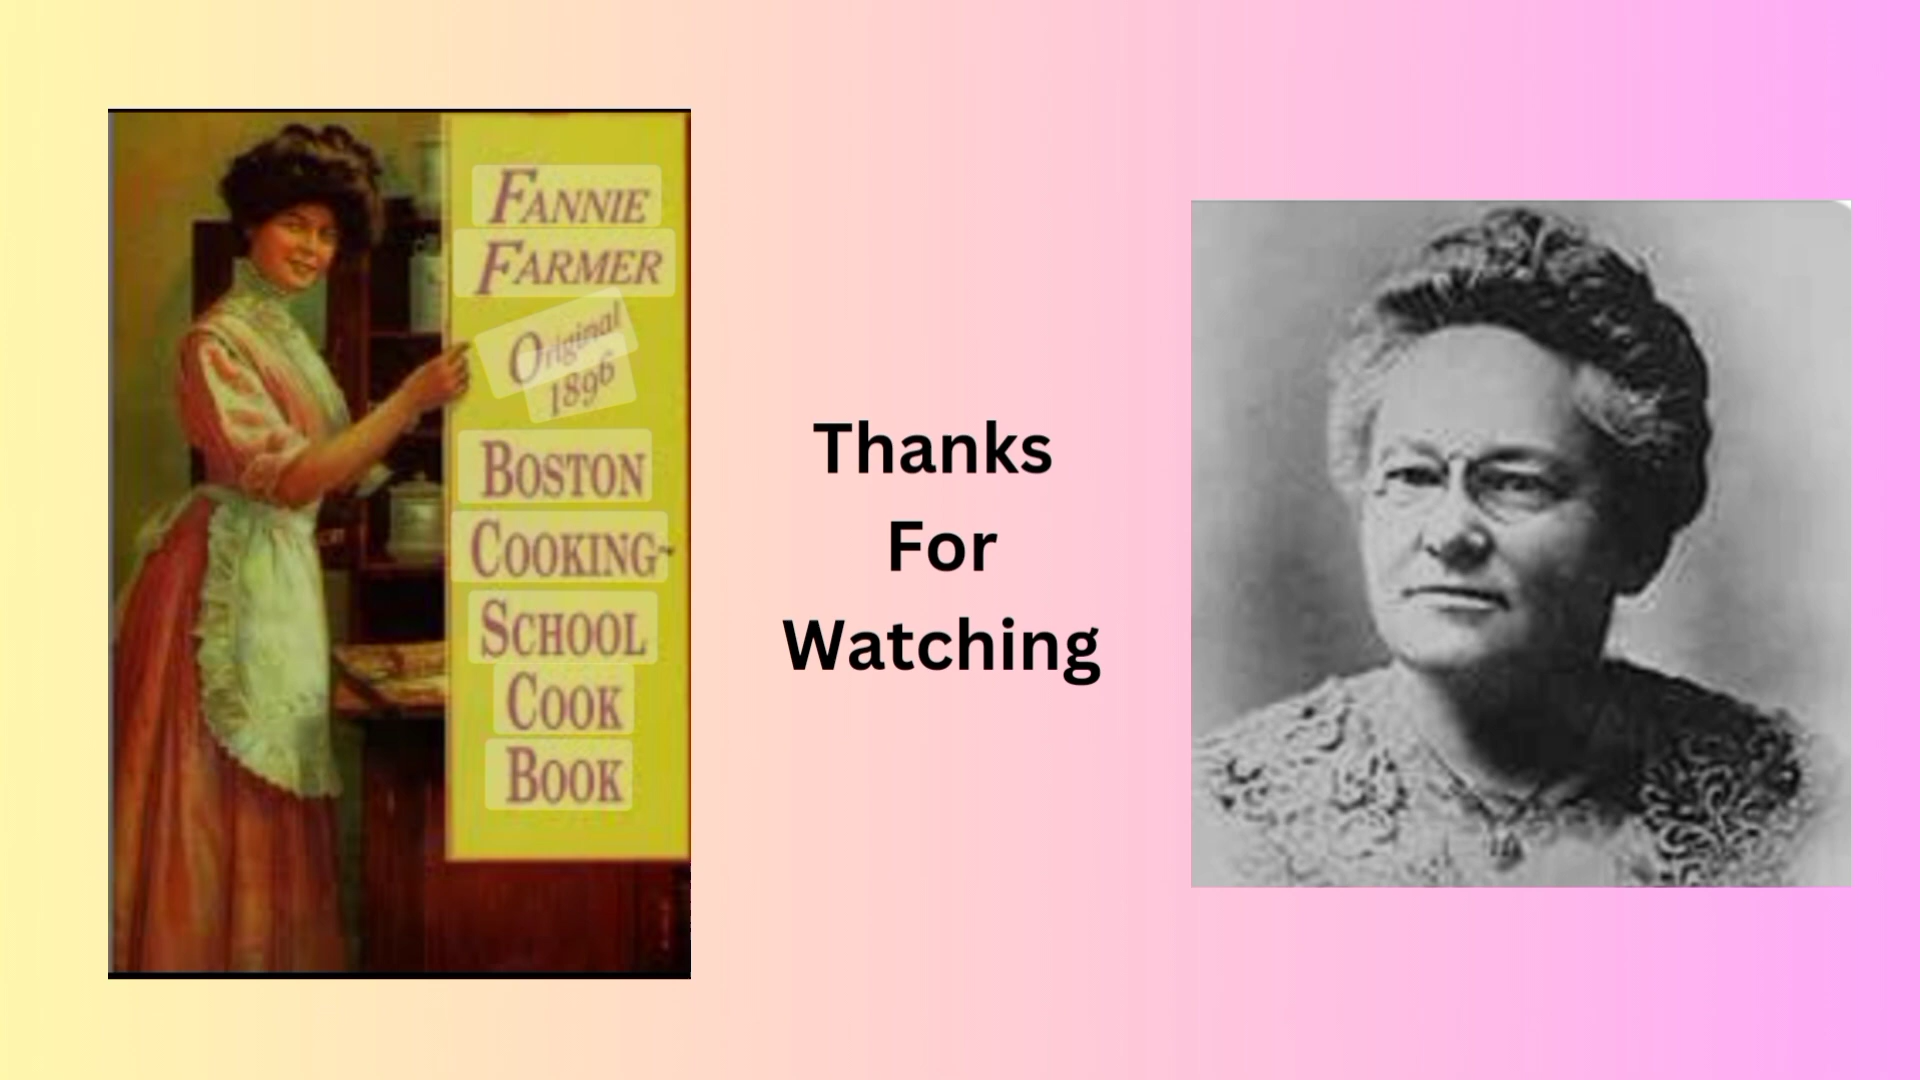 FANNIE
FARMER
Original
1896
BOSTON
COOKING-
SCHOOL
COOK
BOOK
Thanks
For
Watching